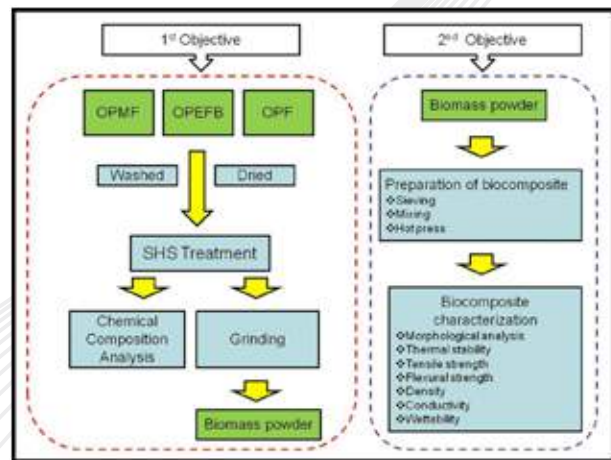 1st Objective
OPMF OPEFB OPF
Washed Dried
SHS Treatment
Chemical
Composition
Analysis
Grinding
Biomass powder
2nd Objective
Biomass powder
Preparation of biocomposite
❖Sieving
❖Mixing
❖Hot press
Biocomposite
characterization
❖Morphological analysis
❖Thermal stability
❖Tensile strength
❖Flexural strength
❖Density
❖Conductivity
❖Wettability